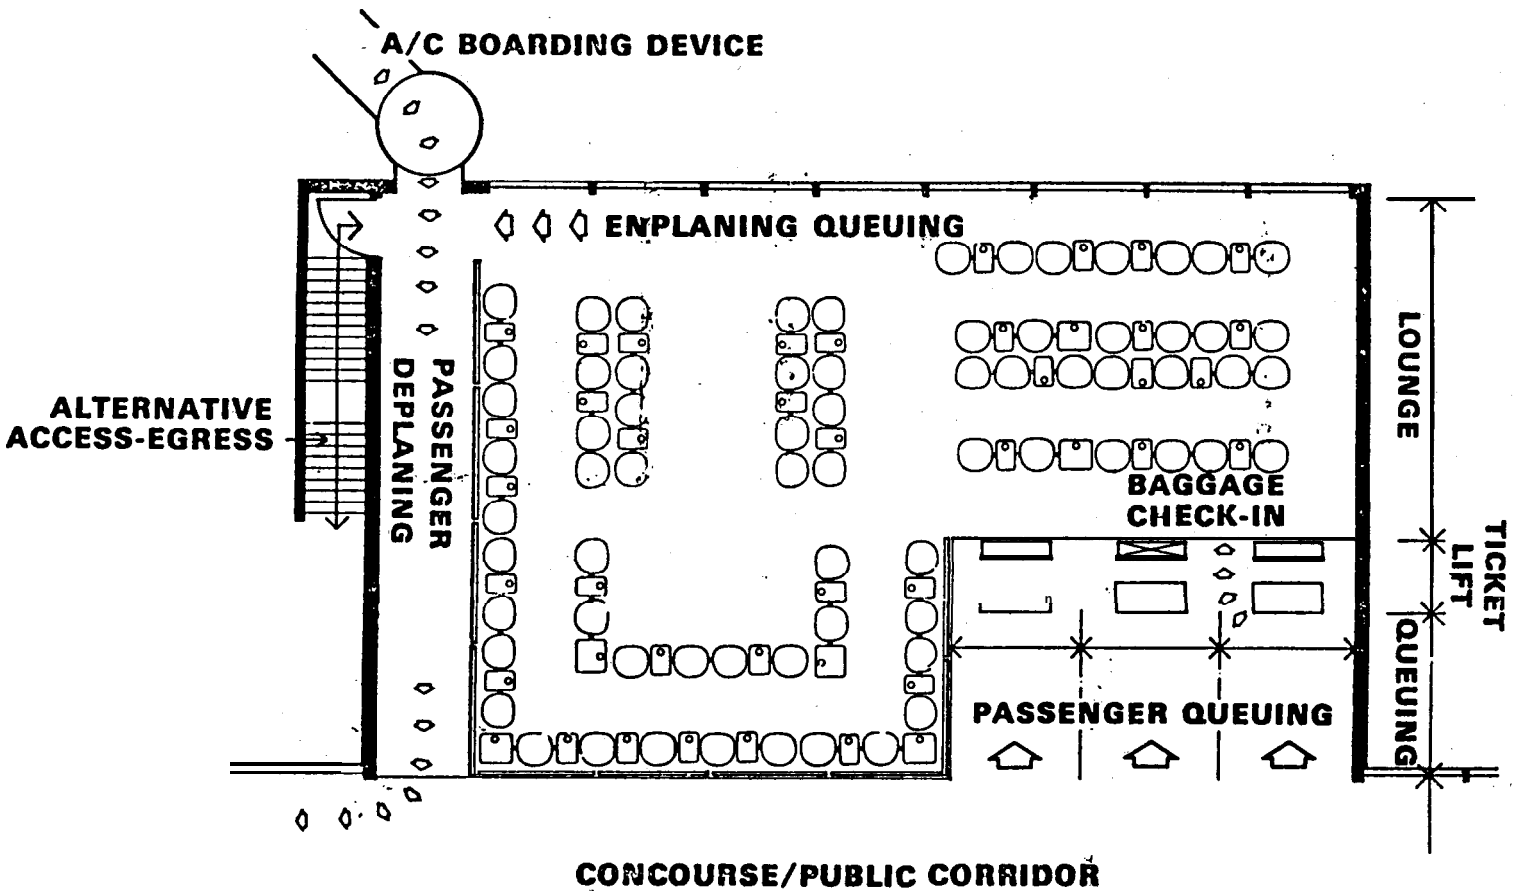 A/C BOARDING DEVICE
ENPLANING QUEUING
ALTERNATIVE
ACCESS-EGRESS
PASSENGER
DEPLANING
LOUNGE
BAGGAGE
CHECK-IN
TICKET
LIFT
QUEUING
PASSENGER QUEUING
CONCOURSE/PUBLIC CORRIDOR